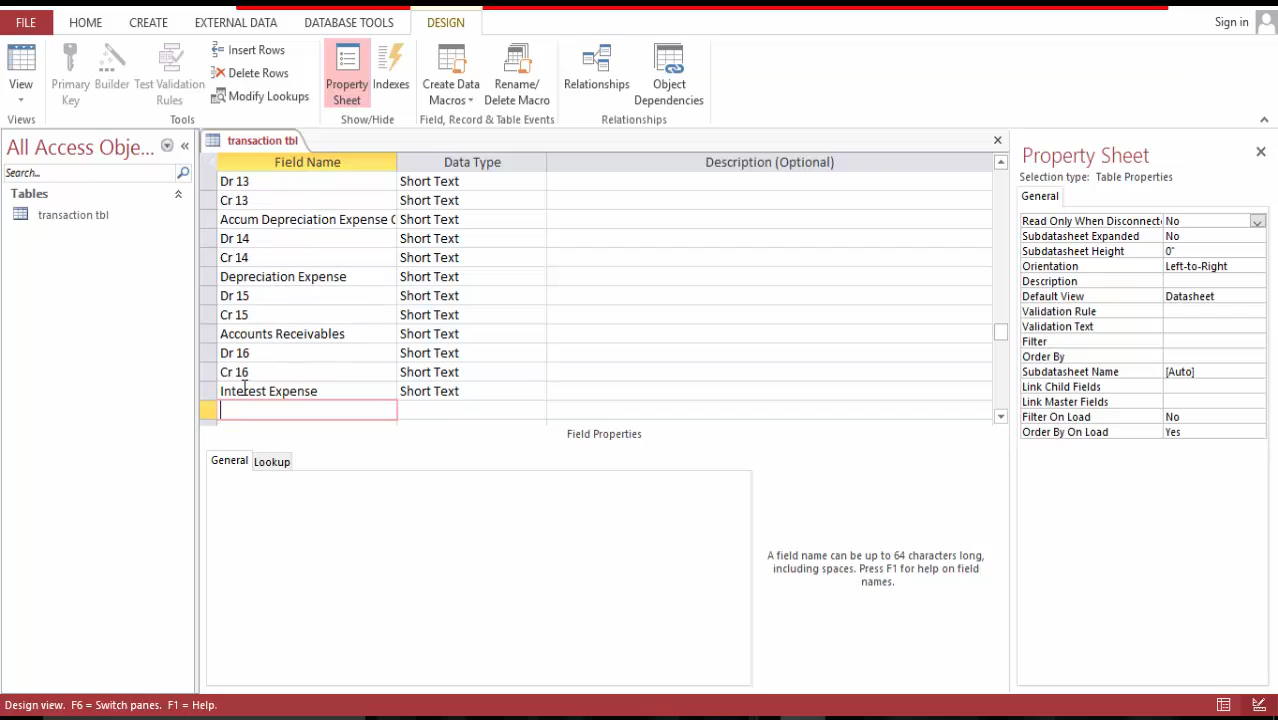 FILE HOME CREATE EXTERNAL DATA DATABASE TOOLS DESIGN Sign in
View
Primary Key
Builder
Test Validation Rules
Insert Rows
Delete Rows
Modify Lookups
Property Sheet
Indexes
Create Data Macros
Rename/ Delete Macro
Relationships
Object Dependencies
Views Tools Show/Hide Field, Record & Table Events Relationships
All Access Obje...
Search...
Tables
transaction tbl
transaction tbl
Field Name Data Type Description (Optional)
Dr 13 Short Text
Cr 13 Short Text
Accum Depreciation Expense Short Text
Dr 14 Short Text
Cr 14 Short Text
Depreciation Expense Short Text
Dr 15 Short Text
Cr 15 Short Text
Accounts Receivables Short Text
Dr 16 Short Text
Cr 16 Short Text
Interest Expense Short Text
Field Properties
General Lookup
A field name can be up to 64 characters long,
including spaces. Press F1 for help on field
names.
Property Sheet
Selection type: Table Properties
General
Read Only When Disconnect No
Subdatasheet Expanded No
Subdatasheet Height 0"
Orientation Left-to-Right
Description
Default View Datasheet
Validation Rule
Validation Text
Filter
Order By
Subdatasheet Name [Auto]
Link Child Fields
Link Master Fields
Filter On Load No
Order By On Load Yes
Design view. F6 = Switch panes. F1 = Help.